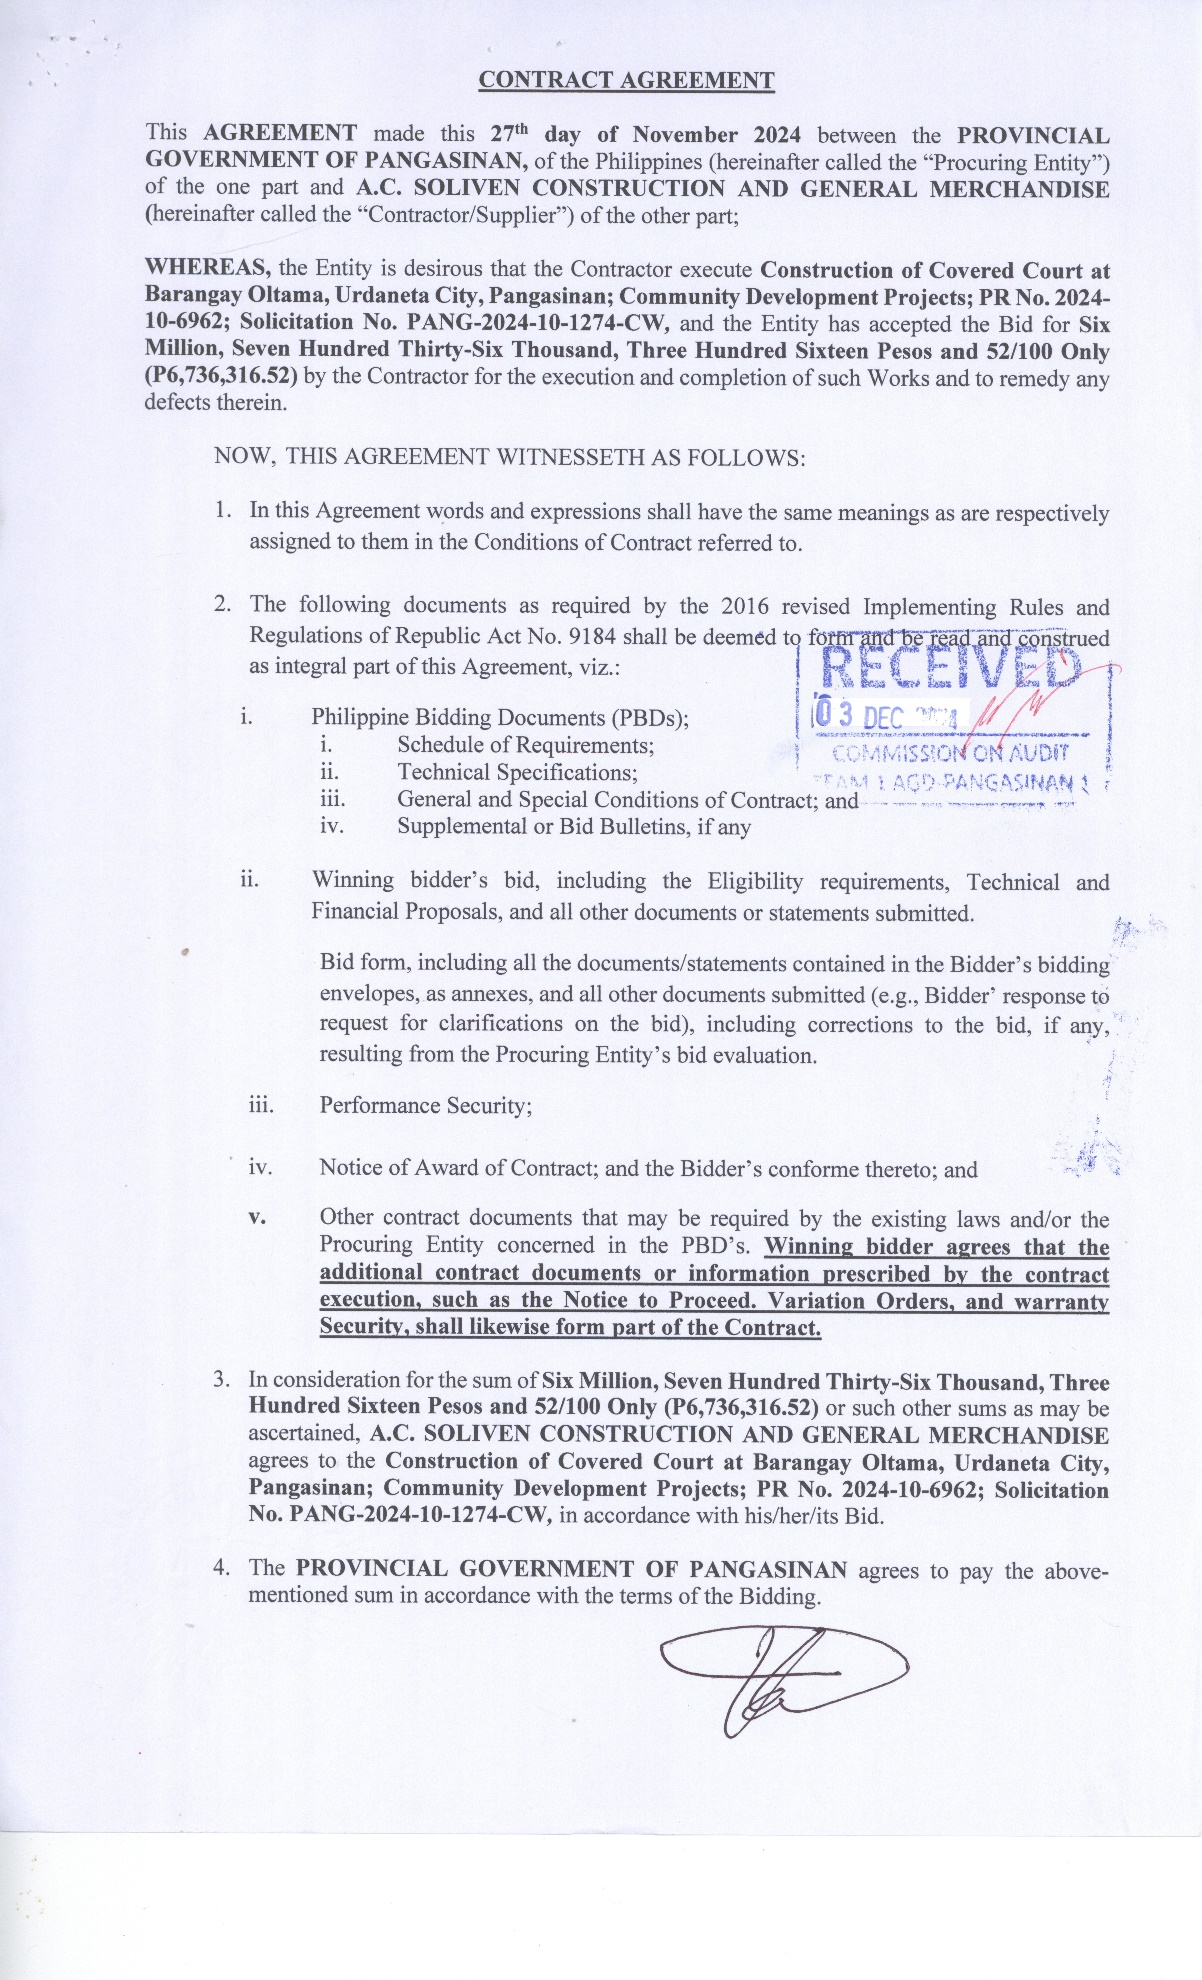 CONTRACT AGREEMENT
This AGREEMENT made this 27th day of November 2024 between the PROVINCIAL
GOVERNMENT OF PANGASINAN, of the Philippines (hereinafter called the “Procuring Entity”)
of the one part and A.C. SOLIVEN CONSTRUCTION AND GENERAL MERCHANDISE
(hereinafter called the “Contractor/Supplier”) of the other part;
WHEREAS, the Entity is desirous that the Contractor execute Construction of Covered Court at
Barangay Oltama, Urdaneta City, Pangasinan; Community Development Projects; PR No. 2024-
10-6962; Solicitation No. PANG-2024-10-1274-CW, and the Entity has accepted the Bid for Six
Million, Seven Hundred Thirty-Six Thousand, Three Hundred Sixteen Pesos and 52/100 Only
(P6,736,316.52) by the Contractor for the execution and completion of such Works and to remedy any
defects therein.
NOW, THIS AGREEMENT WITNESSETH AS FOLLOWS:
1. In this Agreement words and expressions shall have the same meanings as are respectively
assigned to them in the Conditions of Contract referred to.
2. The following documents as required by the 2016 revised Implementing Rules and
Regulations of Republic Act No. 9184 shall be deemed to form and be read and construed
as integral part of this Agreement, viz.:
RECEIVED
03 DEC
COMMISSION ON AUDIT
TEAM 1 AGD-PANGASINAN 1
i. Philippine Bidding Documents (PBDs);
i. Schedule of Requirements;
ii. Technical Specifications;
iii. General and Special Conditions of Contract; and
iv. Supplemental or Bid Bulletins, if any
ii. Winning bidder’s bid, including the Eligibility requirements, Technical and
Financial Proposals, and all other documents or statements submitted.
Bid form, including all the documents/statements contained in the Bidder’s bidding
envelopes, as annexes, and all other documents submitted (e.g., Bidder’ response to
request for clarifications on the bid), including corrections to the bid, if any,
resulting from the Procuring Entity’s bid evaluation.
iii. Performance Security;
iv. Notice of Award of Contract; and the Bidder’s conforme thereto; and
v. Other contract documents that may be required by the existing laws and/or the
Procuring Entity concerned in the PBD’s. Winning bidder agrees that the
additional contract documents or information prescribed by the contract
execution, such as the Notice to Proceed. Variation Orders, and warranty
Security, shall likewise form part of the Contract.
3. In consideration for the sum of Six Million, Seven Hundred Thirty-Six Thousand, Three
Hundred Sixteen Pesos and 52/100 Only (P6,736,316.52) or such other sums as may be
ascertained, A.C. SOLIVEN CONSTRUCTION AND GENERAL MERCHANDISE
agrees to the Construction of Covered Court at Barangay Oltama, Urdaneta City,
Pangasinan; Community Development Projects; PR No. 2024-10-6962; Solicitation
No. PANG-2024-10-1274-CW, in accordance with his/her/its Bid.
4. The PROVINCIAL GOVERNMENT OF PANGASINAN agrees to pay the above-
mentioned sum in accordance with the terms of the Bidding.